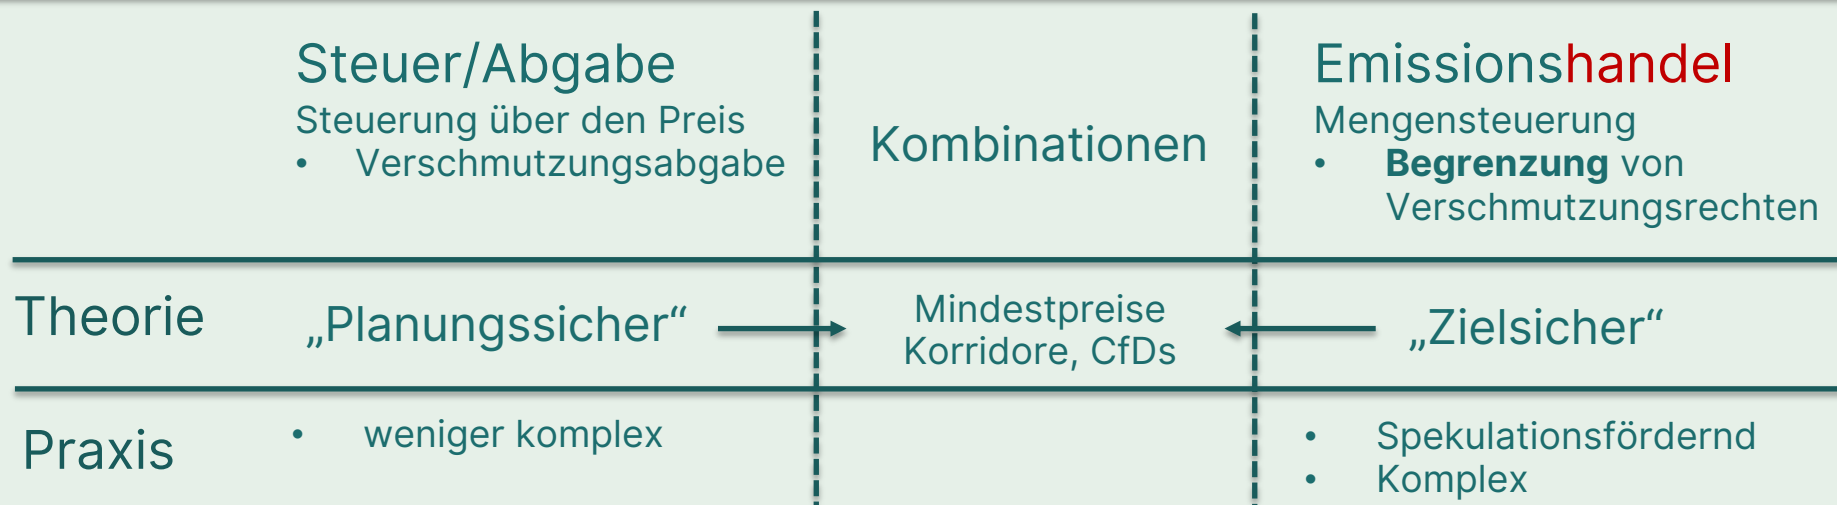 Steuer/Abgabe
Steuerung über den Preis
• Verschmutzungsabgabe
Kombinationen
Emissionshandel
Mengensteuerung
• Begrenzung von
Verschmutzungsrechten
Theorie
„Planungssicher“
Mindestpreise
Korridore, CfDs
„Zielsicher“
Praxis
• weniger komplex
• Spekulationsfördernd
• Komplex